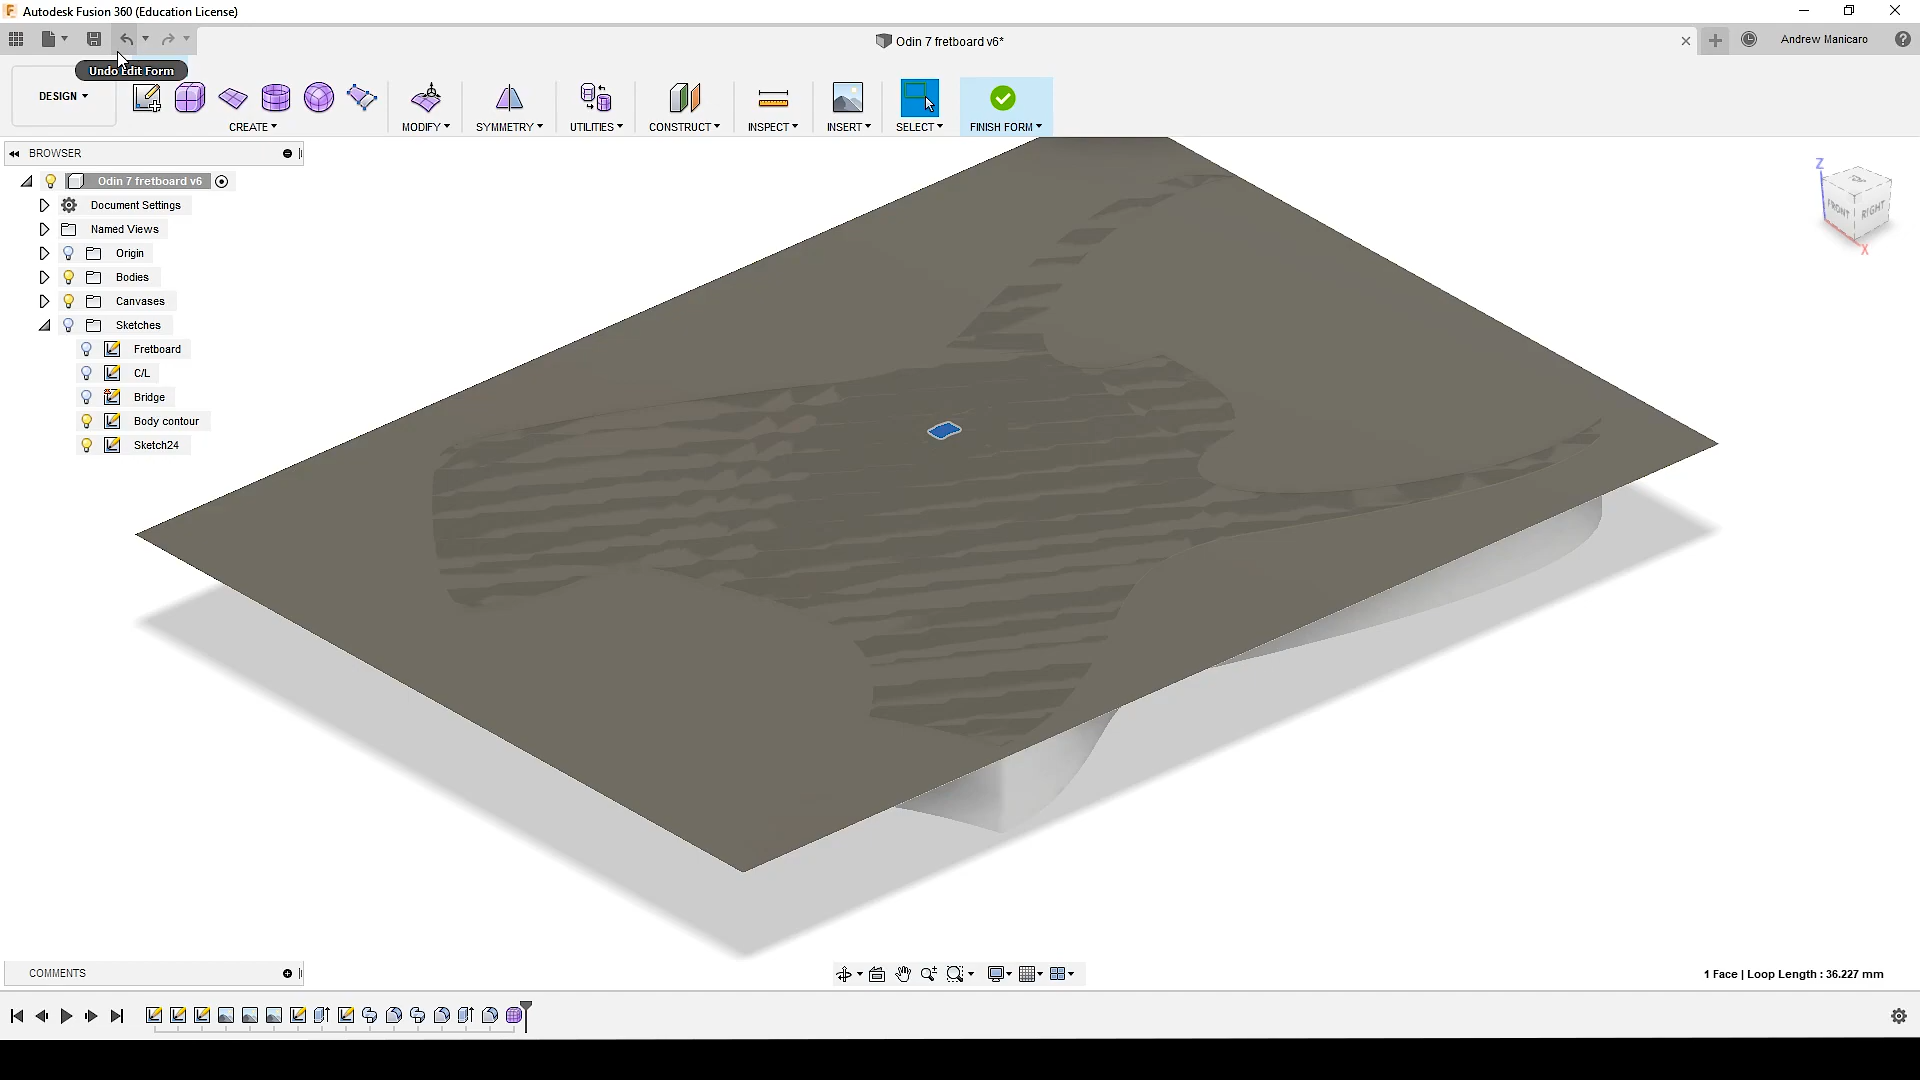 Autodesk Fusion 360 (Education License)
Odin 7 fretboard v6*
Andrew Manicaro
Undo Edit Form
DESIGN
CREATE
MODIFY
SYMMETRY
UTILITIES
CONSTRUCT
INSPECT
INSERT
SELECT
FINISH FORM
BROWSER
Odin 7 fretboard v6
Document Settings
Named Views
Origin
Bodies
Canvases
Sketches
Fretboard
C/L
Bridge
Body contour
Sketch24
Z
FRONT
RIGHT
X
COMMENTS
1 Face | Loop Length : 36.227 mm